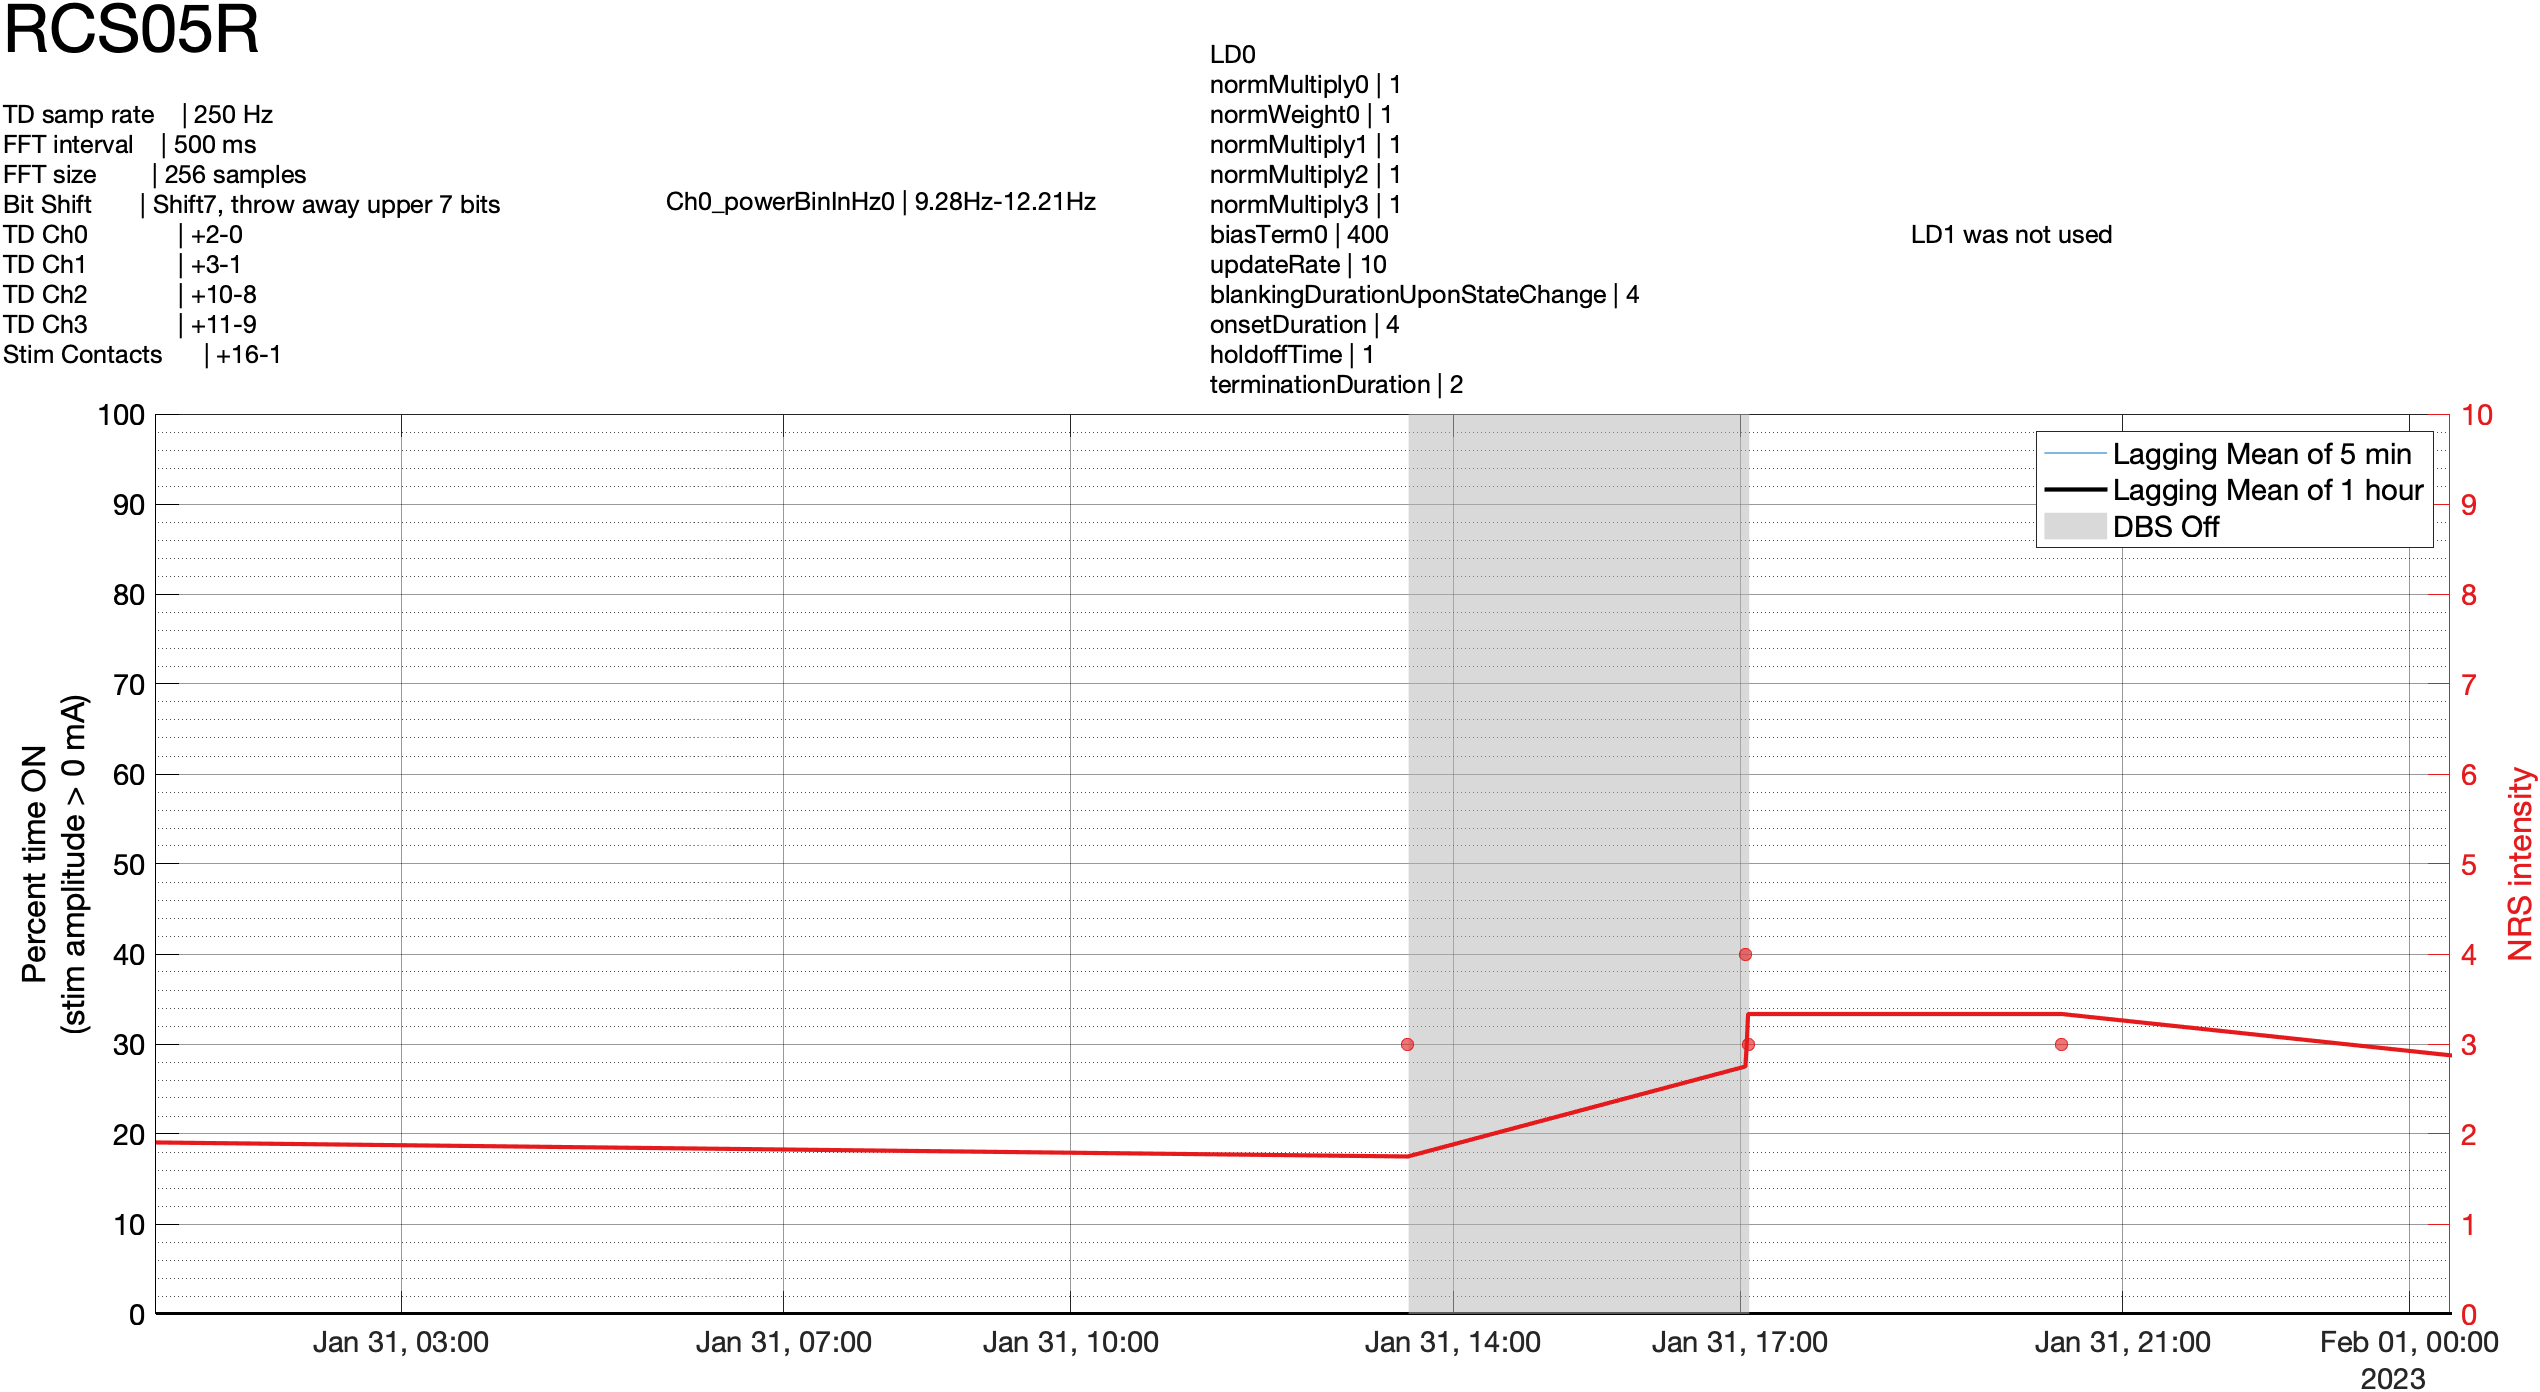 RCS05R
TD samp rate | 250 Hz
FFT interval | 500 ms
FFT size | 256 samples
Bit Shift | Shift7, throw away upper 7 bits
TD Ch0 | +2-0
TD Ch1 | +3-1
TD Ch2 | +10-8
TD Ch3 | +11-9
Stim Contacts | +16-1
Ch0_powerBinInHz0 | 9.28Hz-12.21Hz
LD0
normMultiply0 | 1
normWeight0 | 1
normMultiply1 | 1
normMultiply2 | 1
normMultiply3 | 1
biasTerm0 | 400
updateRate | 10
blankingDurationUponStateChange | 4
onsetDuration | 4
holdoffTime | 1
terminationDuration | 2
LD1 was not used
Percent time ON
(stim amplitude > 0 mA)
100
90
80
70
60
50
40
30
20
10
0
Lagging Mean of 5 min
Lagging Mean of 1 hour
DBS Off
10
9
8
7
6
5
4
3
2
1
0
NRS intensity
Jan 31, 03:00
Jan 31, 07:00
Jan 31, 10:00
Jan 31, 14:00
Jan 31, 17:00
Jan 31, 21:00
Feb 01, 00:00
2023